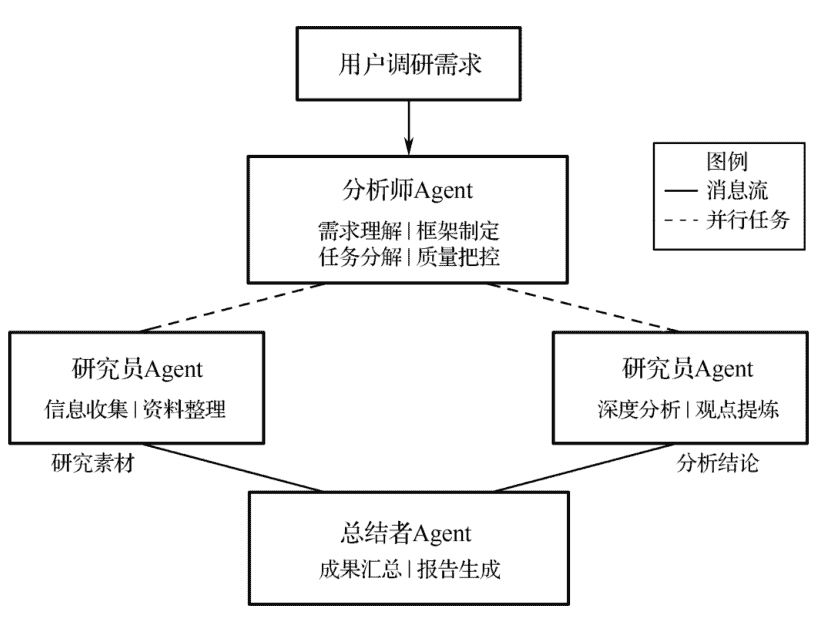 用户调研需求
分析师Agent
需求理解|框架制定
任务分解|质量把控
图例
消息流
并行任务
研究员Agent
信息收集|资料整理
研究素材
研究员Agent
深度分析|观点提炼
分析结论
总结者Agent
成果汇总|报告生成